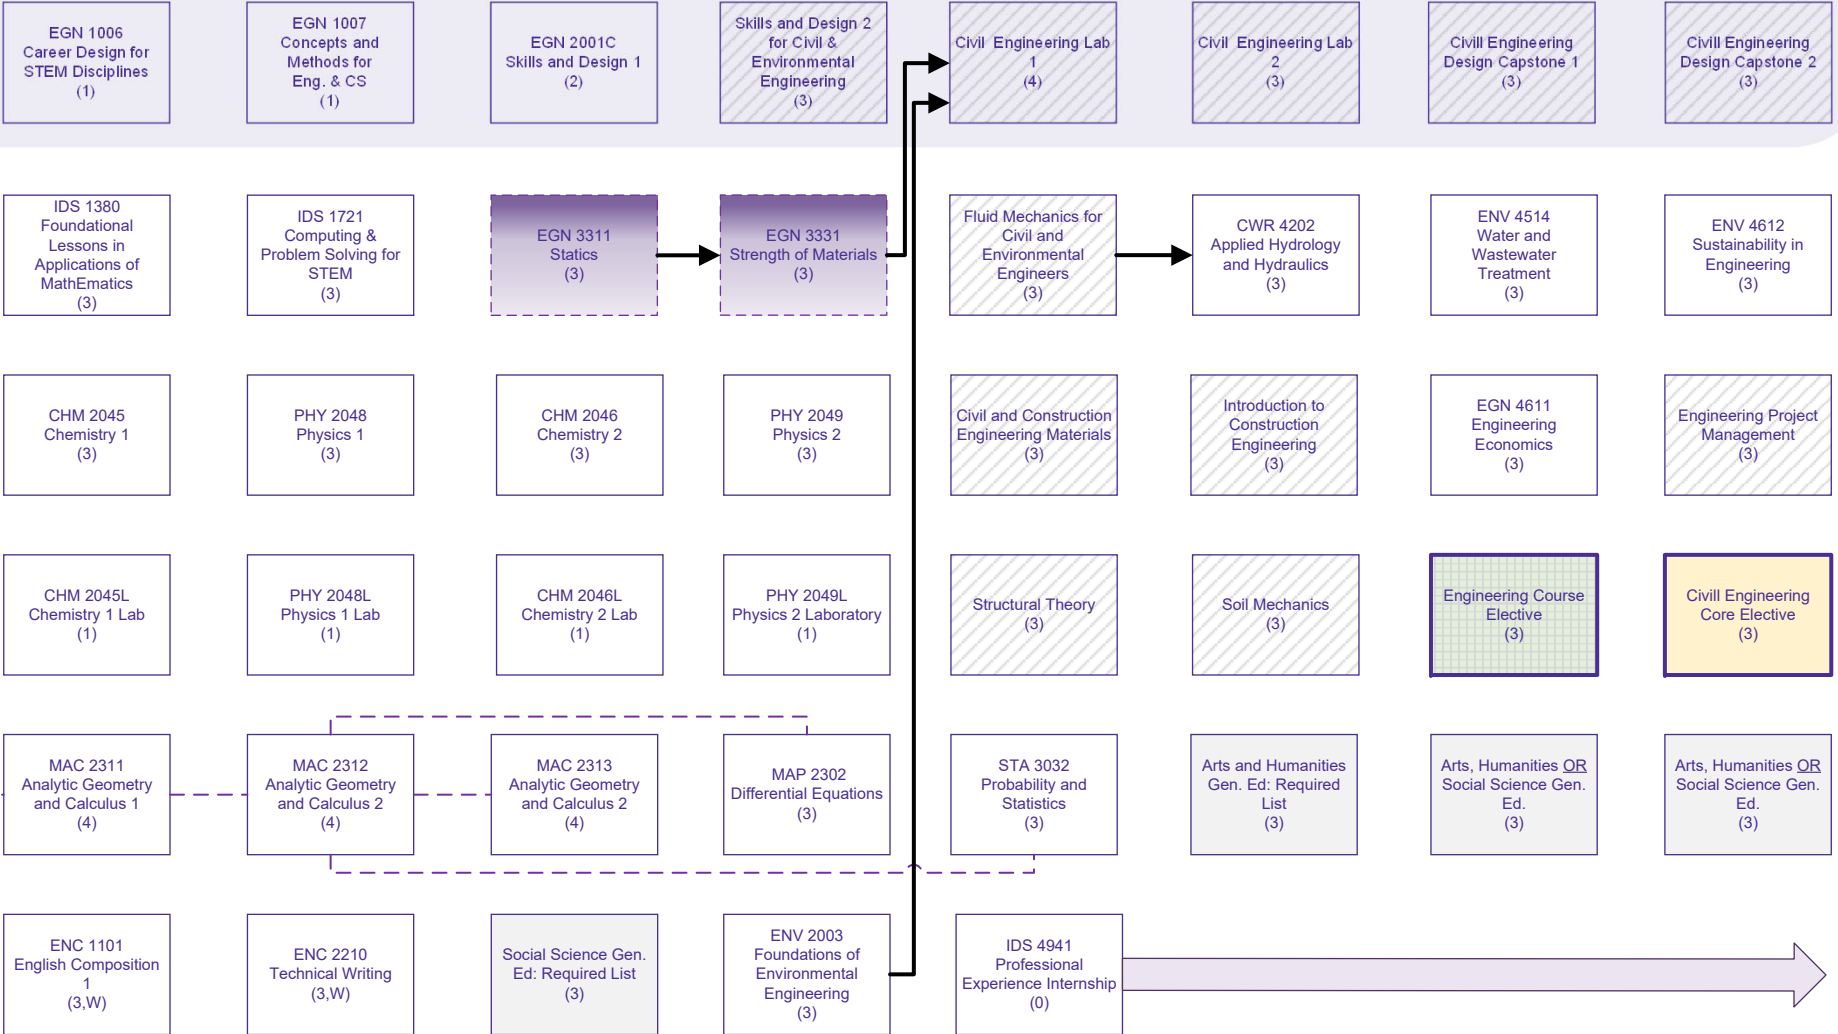 EGN 1006
Career Design for
STEM Disciplines
(1)
EGN 1007
Concepts and
Methods for
Eng. & CS
(1)
EGN 2001C
Skills and Design 1
(2)
Skills and Design 2
for Civil &
Environmental
Engineering
(3)
Civil Engineering Lab
1
(4)
Civil Engineering Lab
2
(3)
Civill Engineering
Design Capstone 1
(3)
Civill Engineering
Design Capstone 2
(3)
IDS 1380
Foundational
Lessons in
Applications of
MathEmatics
(3)
IDS 1721
Computing &
Problem Solving for
STEM
(3)
EGN 3311
Statics
(3)
EGN 3331
Strength of Materials
(3)
Fluid Mechanics for
Civil and
Environmental
Engineers
(3)
CWR 4202
Applied Hydrology
and Hydraulics
(3)
ENV 4514
Water and
Wastewater
Treatment
(3)
ENV 4612
Sustainability in
Engineering
(3)
CHM 2045
Chemistry 1
(3)
PHY 2048
Physics 1
(3)
CHM 2046
Chemistry 2
(3)
PHY 2049
Physics 2
(3)
Civil and Construction
Engineering Materials
(3)
Introduction to
Construction
Engineering
(3)
EGN 4611
Engineering
Economics
(3)
Engineering Project
Management
(3)
CHM 2045L
Chemistry 1 Lab
(1)
PHY 2048L
Physics 1 Lab
(1)
CHM 2046L
Chemistry 2 Lab
(1)
PHY 2049L
Physics 2 Laboratory
(1)
Structural Theory
(3)
Soil Mechanics
(3)
Engineering Course
Elective
(3)
Civill Engineering
Core Elective
(3)
MAC 2311
Analytic Geometry
and Calculus 1
(4)
MAC 2312
Analytic Geometry
and Calculus 2
(4)
MAC 2313
Analytic Geometry
and Calculus 2
(4)
MAP 2302
Differential Equations
(3)
STA 3032
Probability and
Statistics
(3)
Arts and Humanities
Gen. Ed: Required
List
(3)
Arts, Humanities OR
Social Science Gen.
Ed.
(3)
Arts, Humanities OR
Social Science Gen.
Ed.
(3)
ENC 1101
English Composition
1
(3,W)
ENC 2210
Technical Writing
(3,W)
Social Science Gen.
Ed: Required List
(3)
ENV 2003
Foundations of
Environmental
Engineering
(3)
IDS 4941
Professional
Experience Internship
(0)